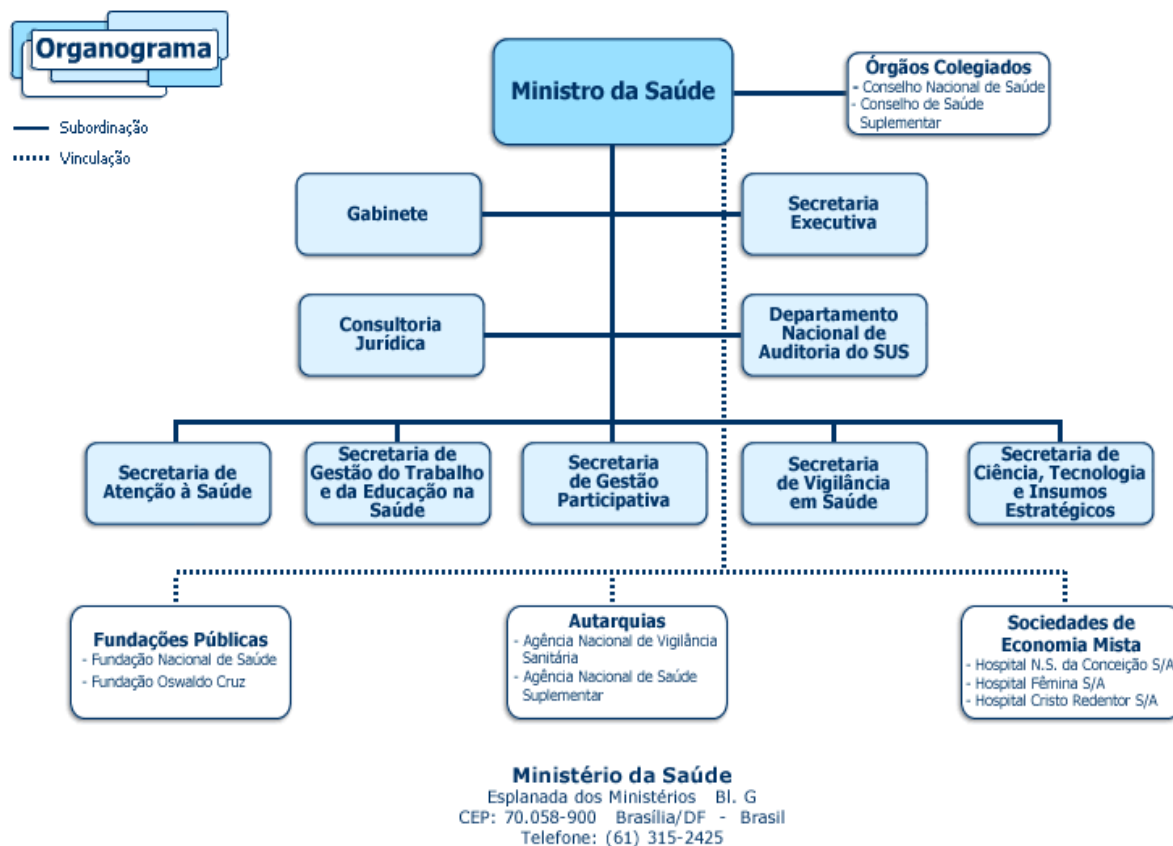 Organograma
Subordinação
Vinculação
Ministro da Saúde
Órgãos Colegiados
- Conselho Nacional de Saúde
- Conselho de Saúde
Suplementar
Gabinete
Secretaria
Executiva
Consultoria
Jurídica
Departamento
Nacional de
Auditoria do SUS
Secretaria de
Atenção à Saúde
Secretaria de
Gestão do Trabalho
e da Educação na
Saúde
Secretaria
de Gestão
Participativa
Secretaria
de Vigilância
em Saúde
Secretaria de
Ciência, Tecnologia
e Insumos
Estratégicos
Fundações Públicas
- Fundação Nacional de Saúde
- Fundação Oswaldo Cruz
Autarquias
- Agência Nacional de Vigilância
Sanitária
- Agência Nacional de Saúde
Suplementar
Sociedades de
Economia Mista
- Hospital N.S. da Conceição S/A
- Hospital Fêmina S/A
- Hospital Cristo Redentor S/A
Ministério da Saúde
Esplanada dos Ministérios Bl. G
CEP: 70.058-900 Brasília/DF - Brasil
Telefone: (61) 315-2425